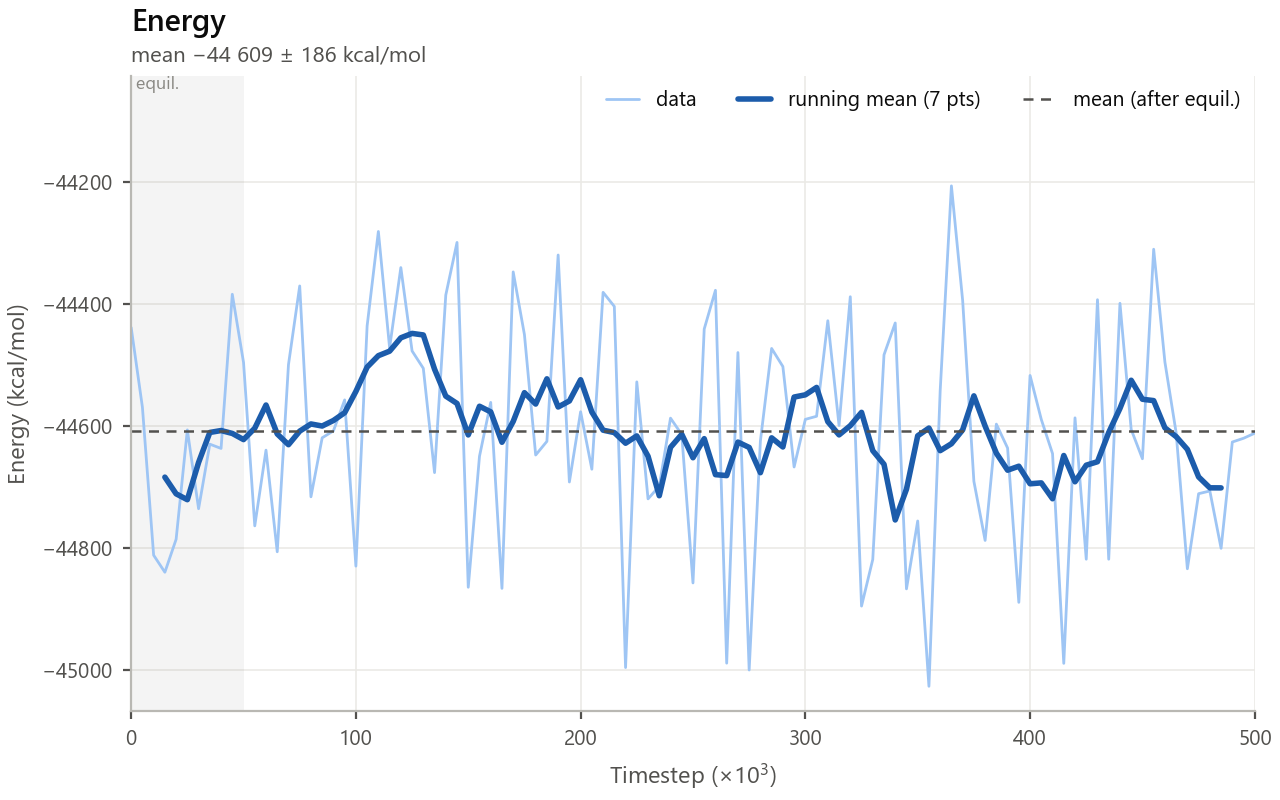 Energy
mean −44 609 ± 186 kcal/mol
equil.
data
running mean (7 pts)
mean (after equil.)
Energy (kcal/mol)
−44200
−44400
−44600
−44800
−45000
0
100
200
300
400
500
Timestep (×10³)